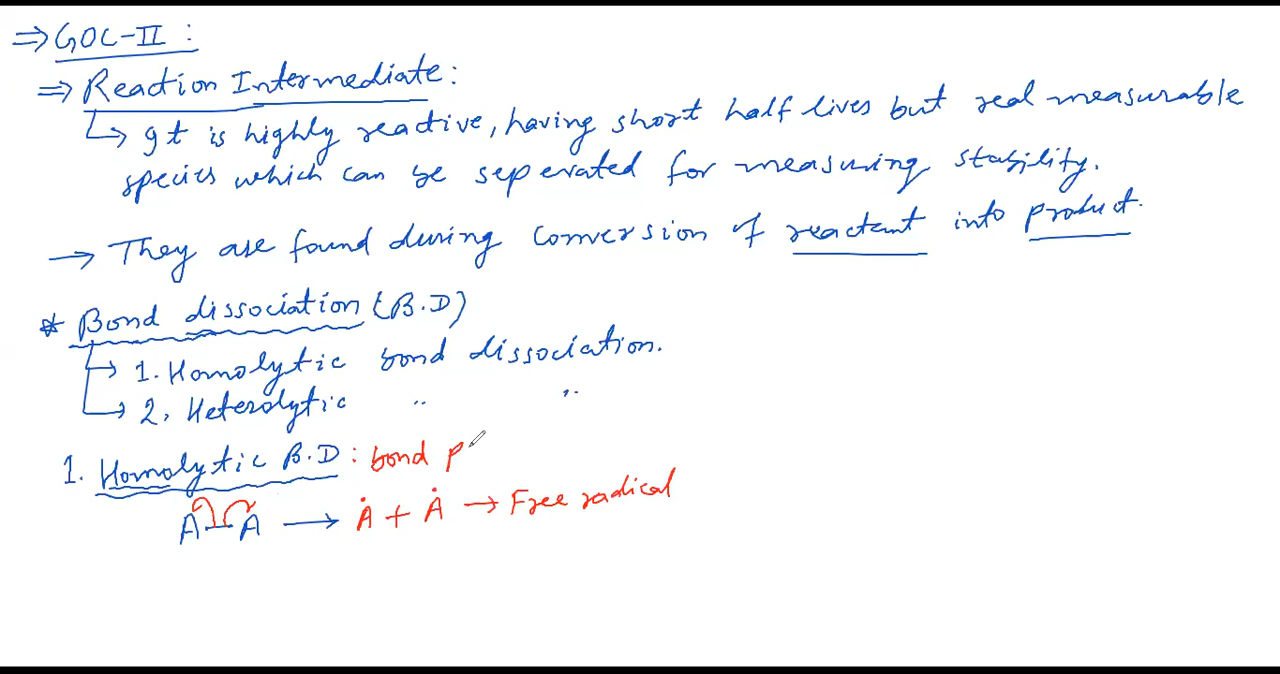 ⇒ GOC-II :
⇒ Reaction Intermediate :
↳ It is highly reactive, having short half lives but real measurable
species which can be seperated for measuring stability.
→ They are found during conversion of reactant into product.
* Bond dissociation (B.D)
→ 1. Homolytic bond dissociation.
→ 2. Heterolytic " "
1. Homolytic B.D : bond p
A—A → Ȧ + Ȧ → Free radical